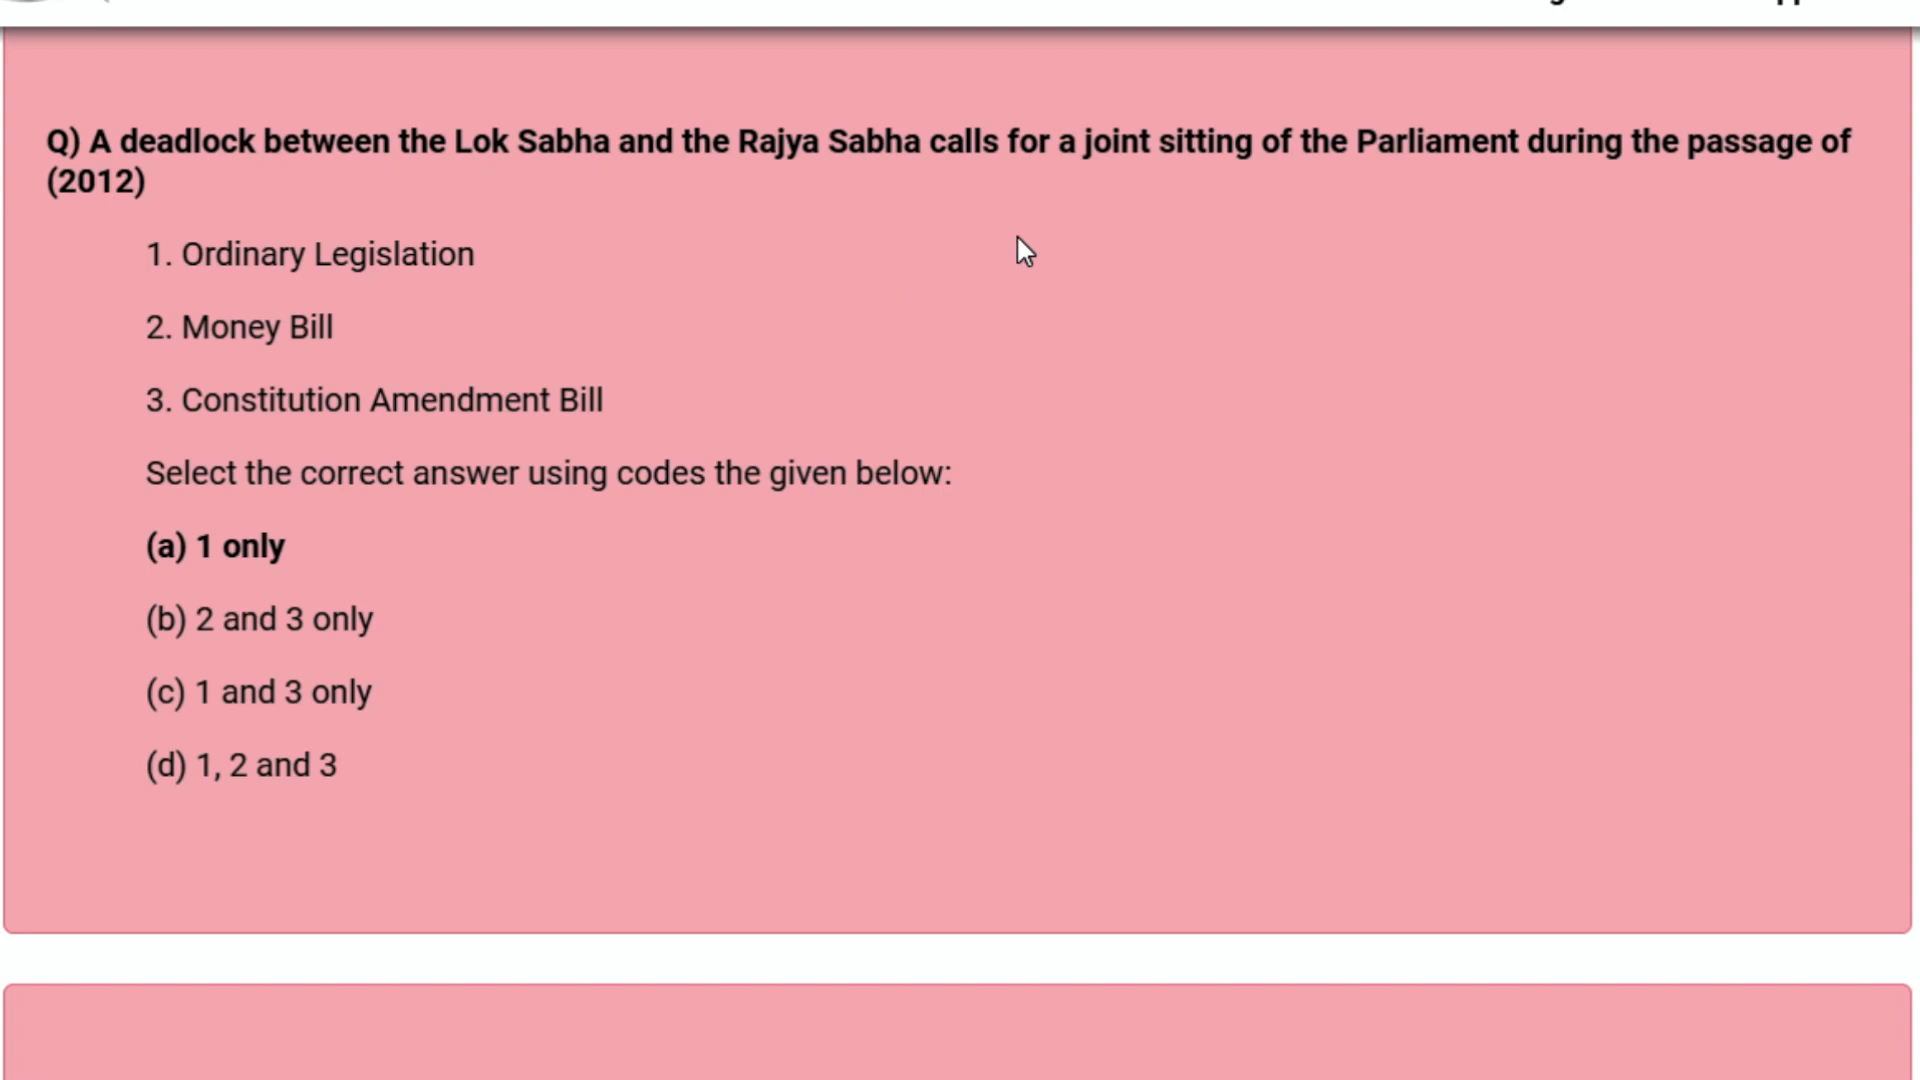 Q) A deadlock between the Lok Sabha and the Rajya Sabha calls for a joint sitting of the Parliament during the passage of
(2012)
1. Ordinary Legislation
2. Money Bill
3. Constitution Amendment Bill
Select the correct answer using codes the given below:
(a) 1 only
(b) 2 and 3 only
(c) 1 and 3 only
(d) 1, 2 and 3